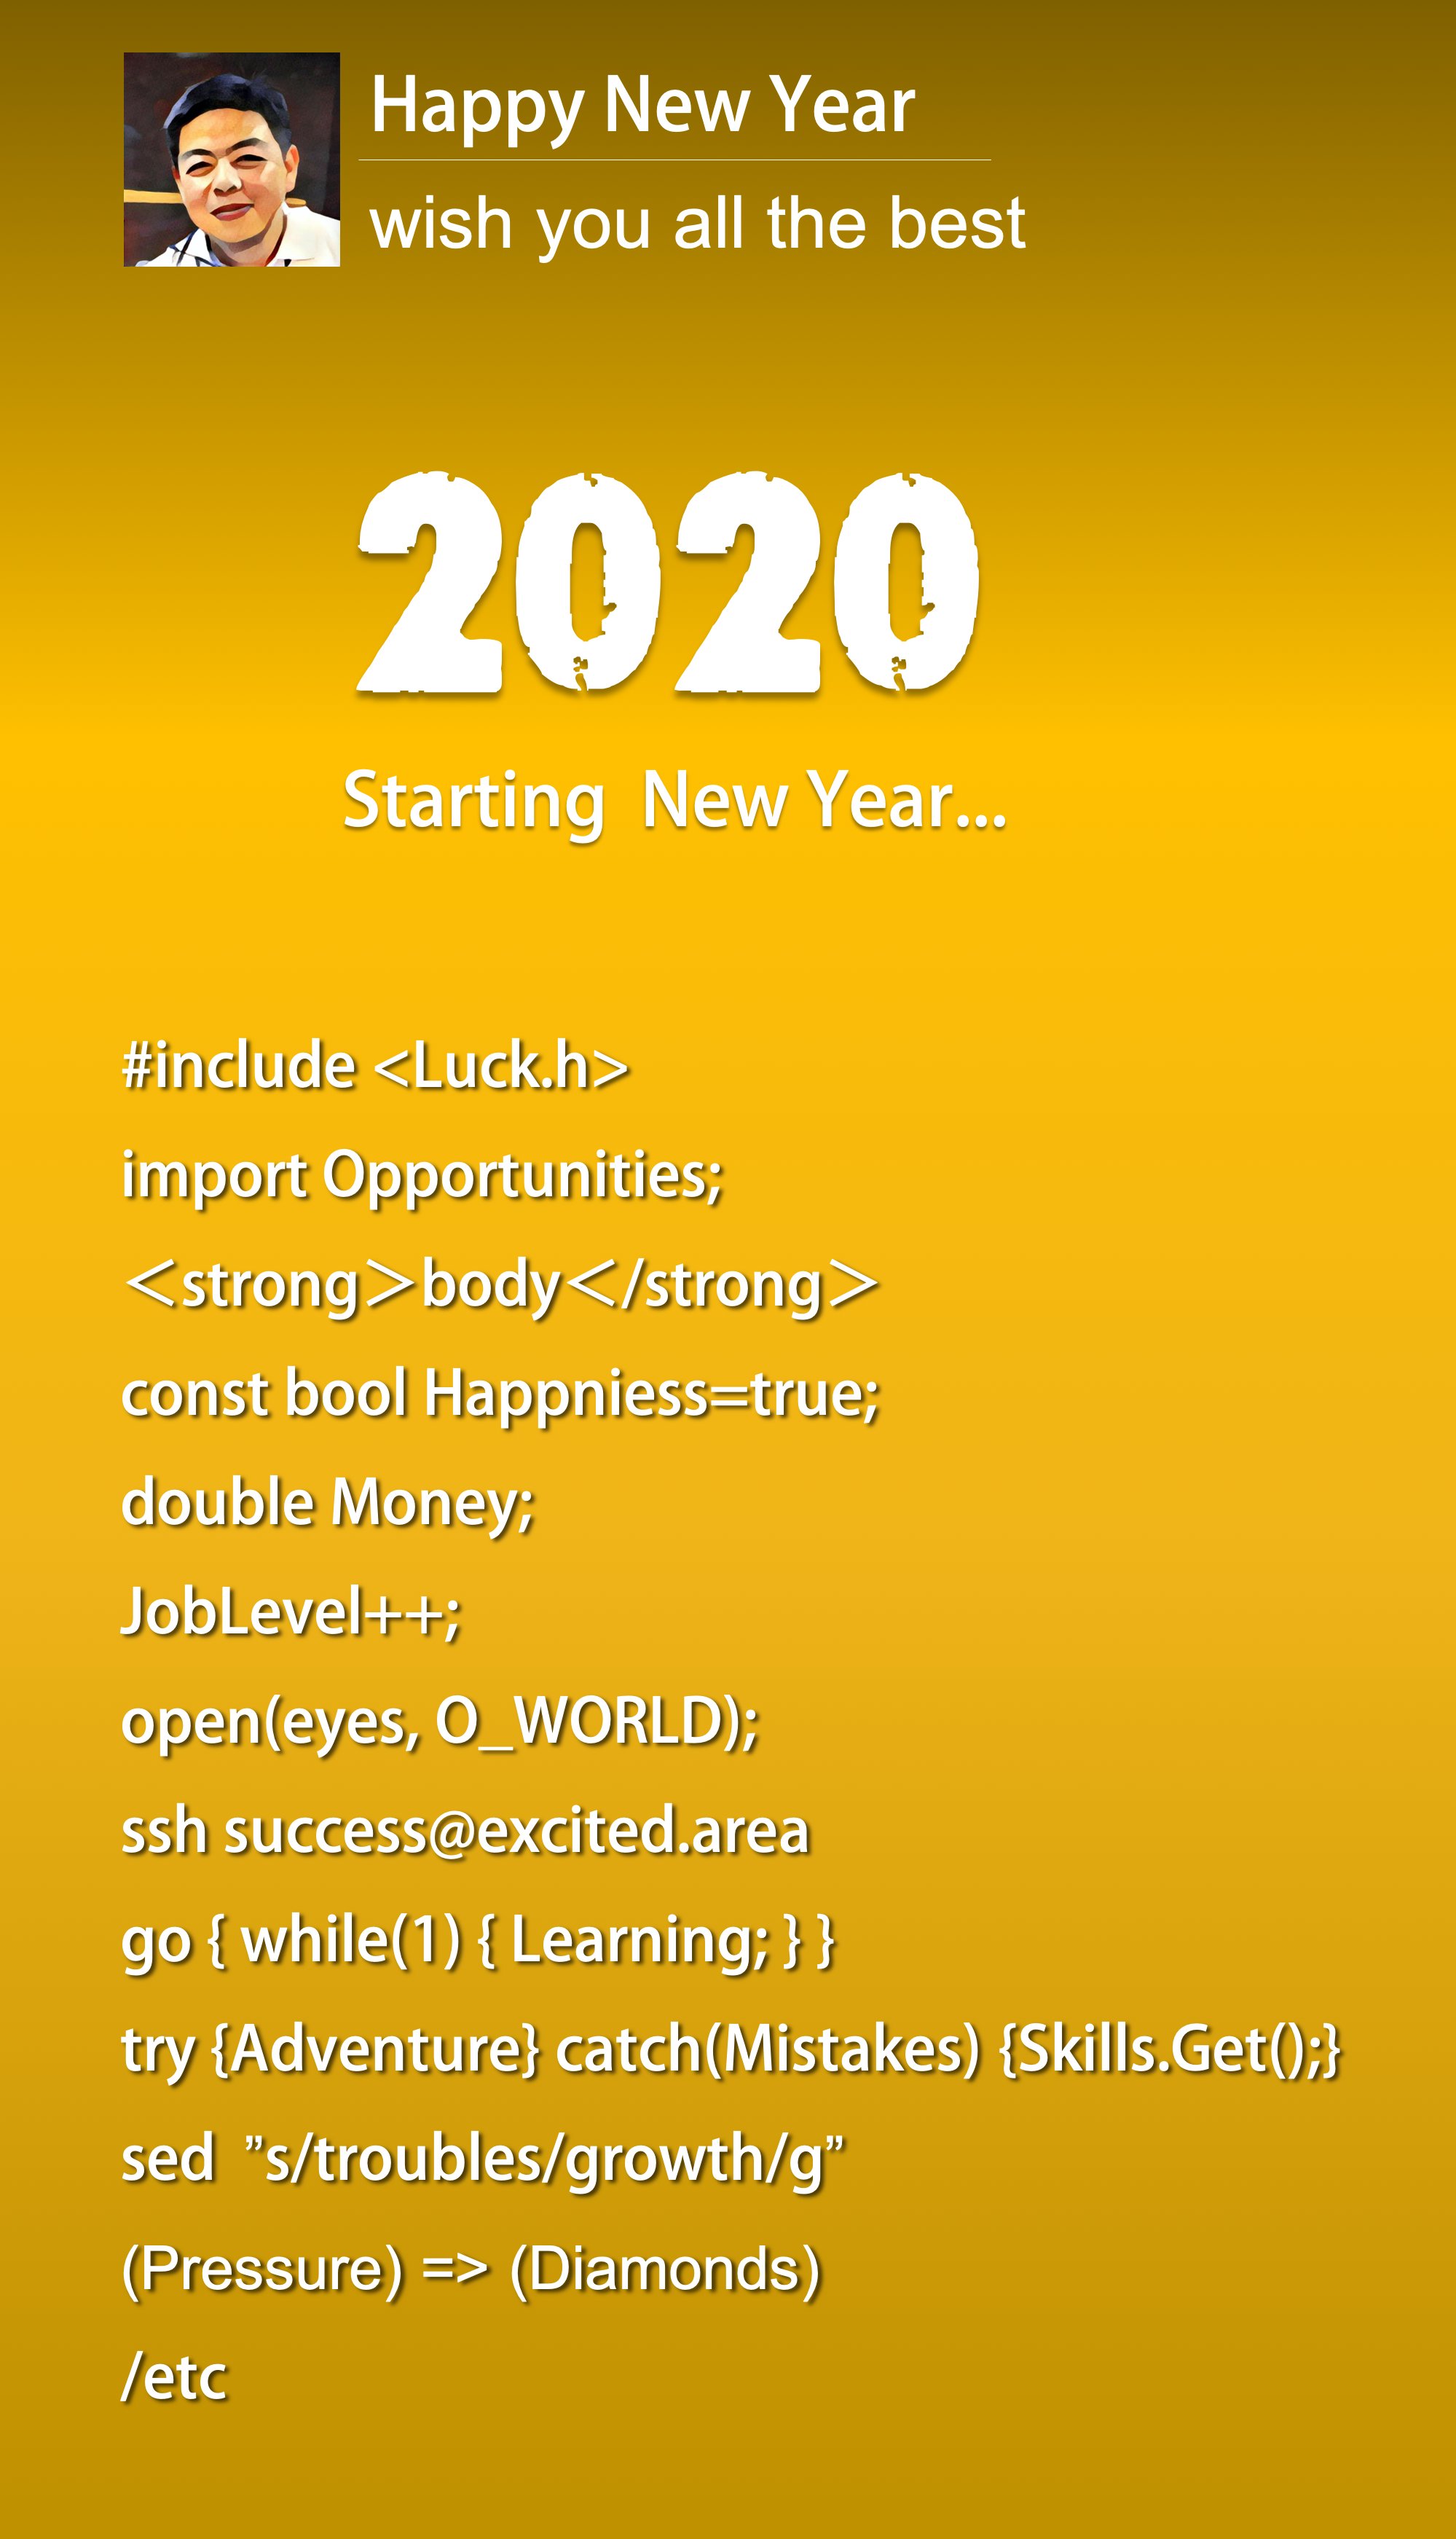 Happy New Year
wish you all the best
2020
Starting  New Year...
#include <Luck.h>
import Opportunities;
＜strong＞body＜/strong＞
const bool Happniess=true;
double Money;
JobLevel++;
open(eyes, O_WORLD);
ssh success@excited.area
go { while(1) { Learning; } }
try {Adventure} catch(Mistakes) {Skills.Get();}
sed  ”s/troubles/growth/g”
(Pressure) => (Diamonds)
/etc